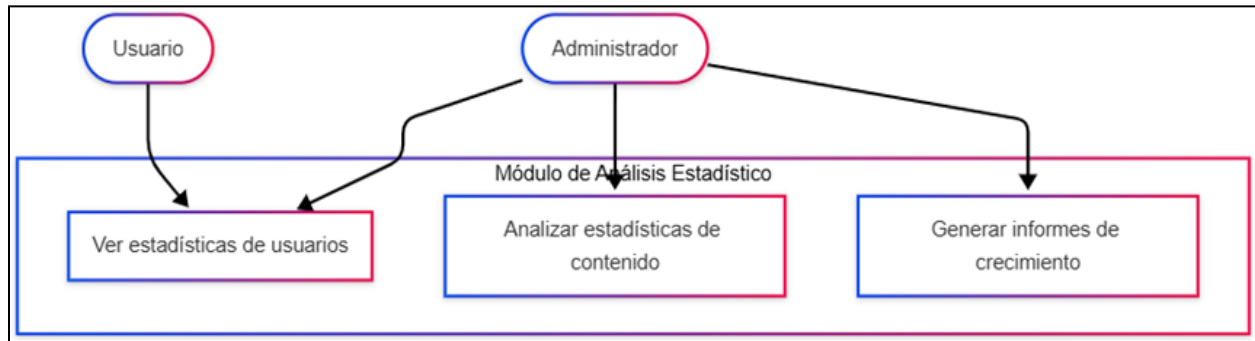 Usuario
Administrador
Módulo de Análisis Estadístico
Ver estadísticas de usuarios
Analizar estadísticas de
contenido
Generar informes de
crecimiento